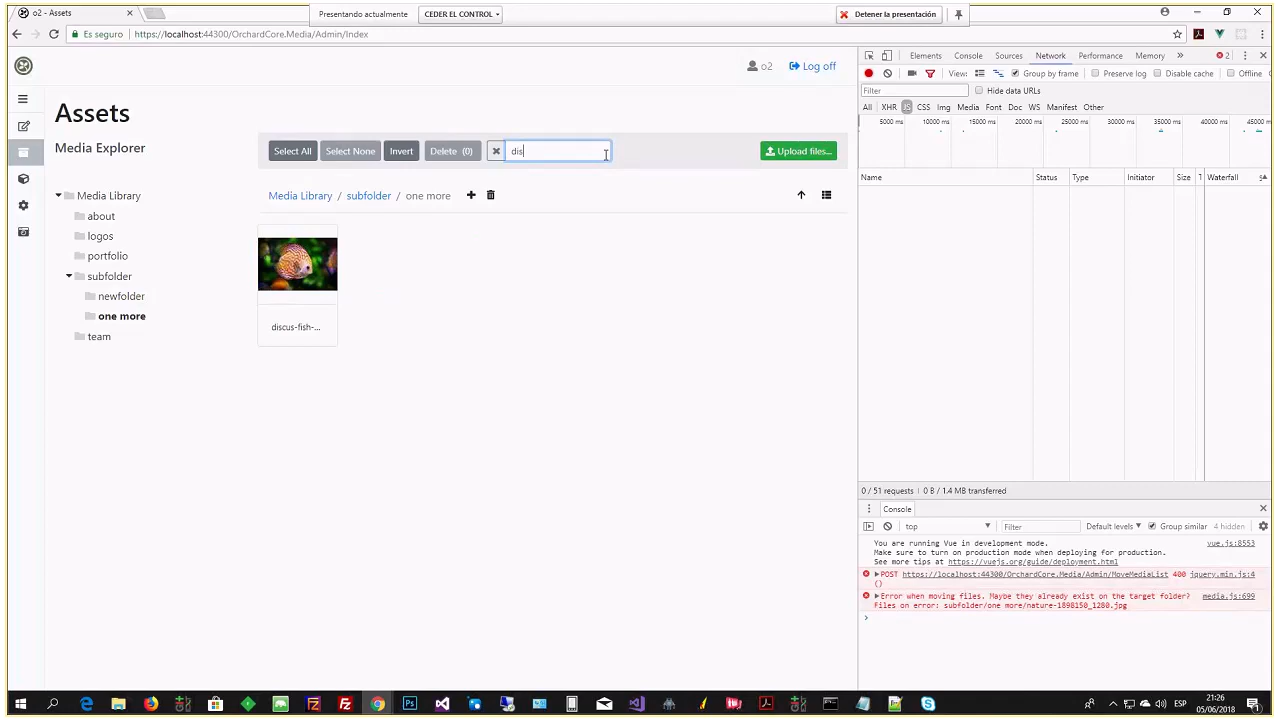 o2 - Assets
Presentando actualmente
CEDER EL CONTROL
Detener la presentación
Es seguro
https://localhost:44300/OrchardCore.Media/Admin/Index
o2
Log off
Assets
Media Explorer
Select All
Select None
Invert
Delete (0)
dis
Upload files...
Media Library / subfolder / one more
Media Library
about
logos
portfolio
subfolder
newfolder
one more
team
discus-fish-...
Elements
Console
Sources
Network
Performance
Memory
2
View:
Group by frame
Preserve log
Disable cache
Offline
Filter
Hide data URLs
All XHR JS CSS Img Media Font Doc WS Manifest Other
5000 ms 10000 ms 15000 ms 20000 ms 25000 ms 30000 ms 35000 ms 40000 ms 45000
Name Status Type Initiator Size Waterfall
0 / 51 requests | 0 B / 1.4 MB transferred
Console
top
Filter
Default levels
Group similar
4 hidden
You are running Vue in development mode. vue.js:8553
Make sure to turn on production mode when deploying for production.
See more tips at https://vuejs.org/guide/deployment.html
POST https://localhost:44300/OrchardCore.Media/Admin/MoveMediaList 400 jquery.min.js:4
()
Error when moving files. Maybe they already exist on the target folder? media.js:699
Files on error: subfolder/one more/nature-1898150_1280.jpg
ESP
21:26
05/06/2018